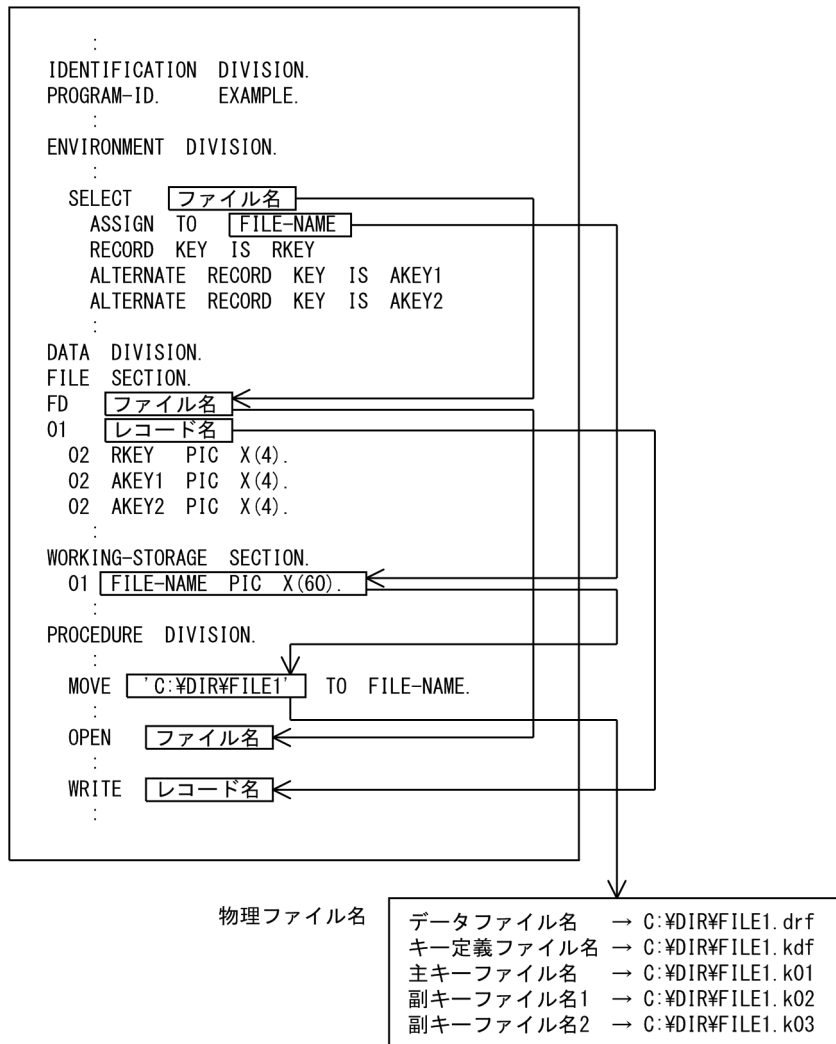 :
IDENTIFICATION DIVISION.
PROGRAM-ID. EXAMPLE.
:
ENVIRONMENT DIVISION.
:
SELECT ファイル名
ASSIGN TO FILE-NAME
RECORD KEY IS RKEY
ALTERNATE RECORD KEY IS AKEY1
ALTERNATE RECORD KEY IS AKEY2
:
DATA DIVISION.
FILE SECTION.
FD ファイル名
01 レコード名
02 RKEY PIC X(4).
02 AKEY1 PIC X(4).
02 AKEY2 PIC X(4).
:
WORKING-STORAGE SECTION.
01 FILE-NAME PIC X(60).
:
PROCEDURE DIVISION.
:
MOVE 'C:¥DIR¥FILE1' TO FILE-NAME.
:
OPEN ファイル名
:
WRITE レコード名
:
物理ファイル名
データファイル名 → C:¥DIR¥FILE1.drf
キー定義ファイル名 → C:¥DIR¥FILE1.kdf
主キーファイル名 → C:¥DIR¥FILE1.k01
副キーファイル名1 → C:¥DIR¥FILE1.k02
副キーファイル名2 → C:¥DIR¥FILE1.k03